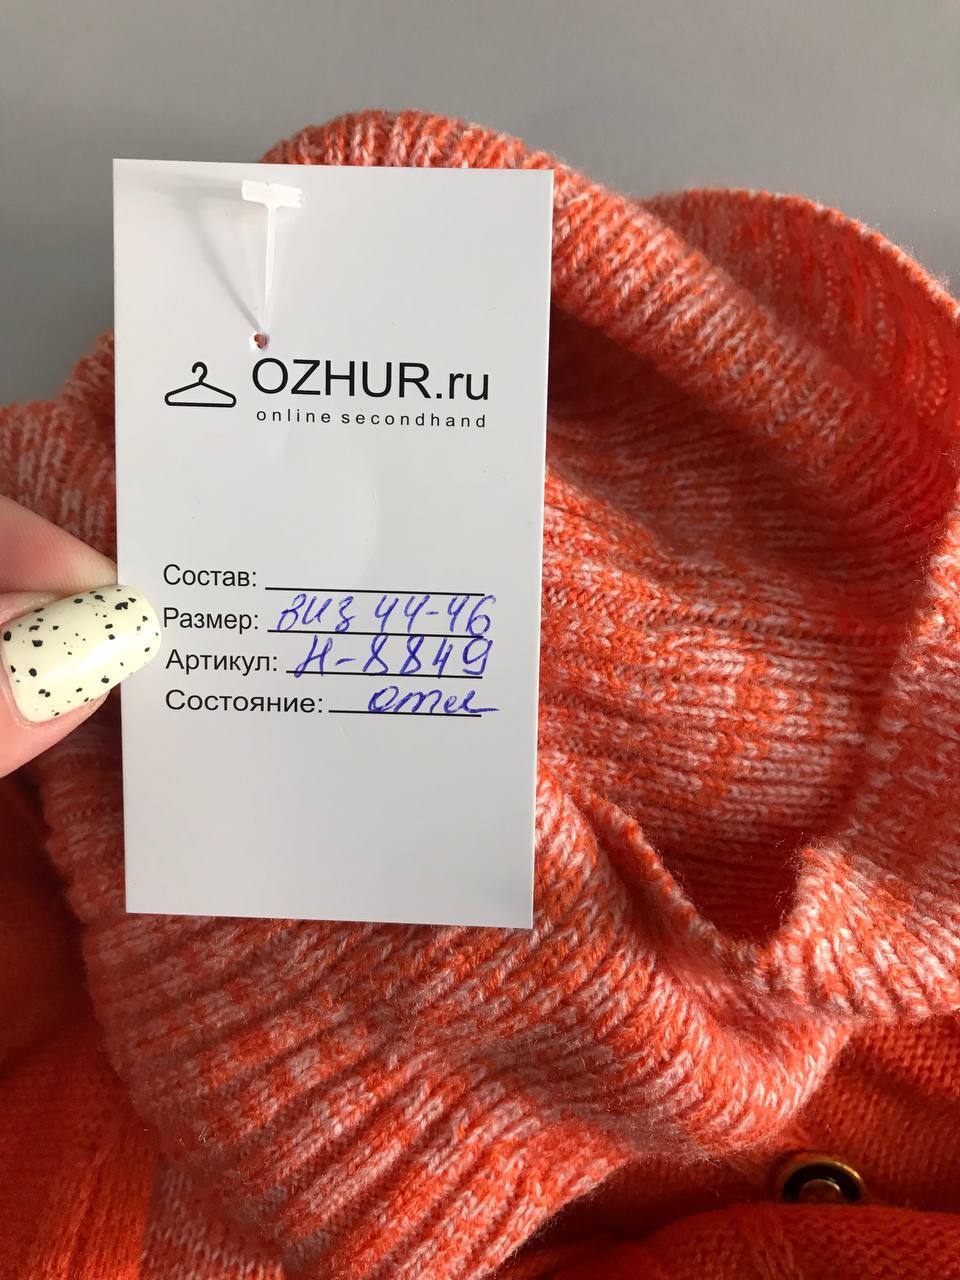 OZHUR.ru
online secondhand
Состав:
Размер: виз 44-46
Артикул: Н-8849
Состояние: отл